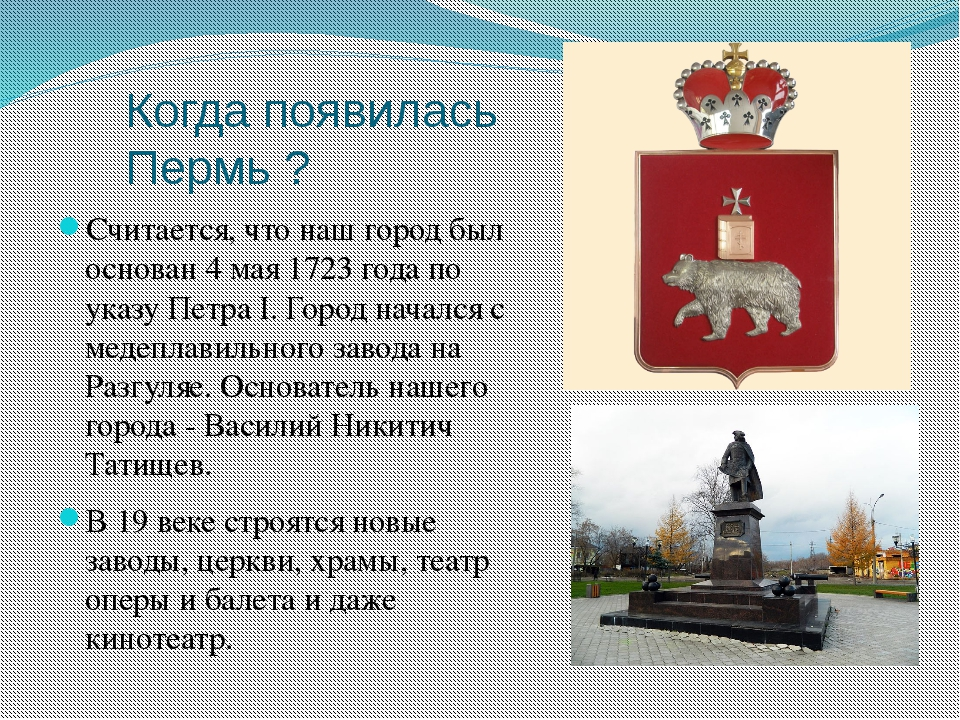 Когда появилась
Пермь ?
Считается, что наш город был
основан 4 мая 1723 года по
указу Петра I. Город начался с
медеплавильного завода на
Разгуляе. Основатель нашего
города - Василий Никитич
Татищев.
В 19 веке строятся новые
заводы, церкви, храмы, театр
оперы и балета и даже
кинотеатр.